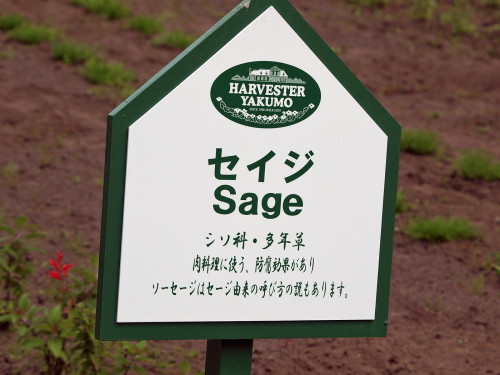 HARVESTER
YAKUMO
セイジ
Sage
シソ科・多年草
肉料理に使う、防腐効果があり
ソーセージはセージ由来の呼び方の説もあります。